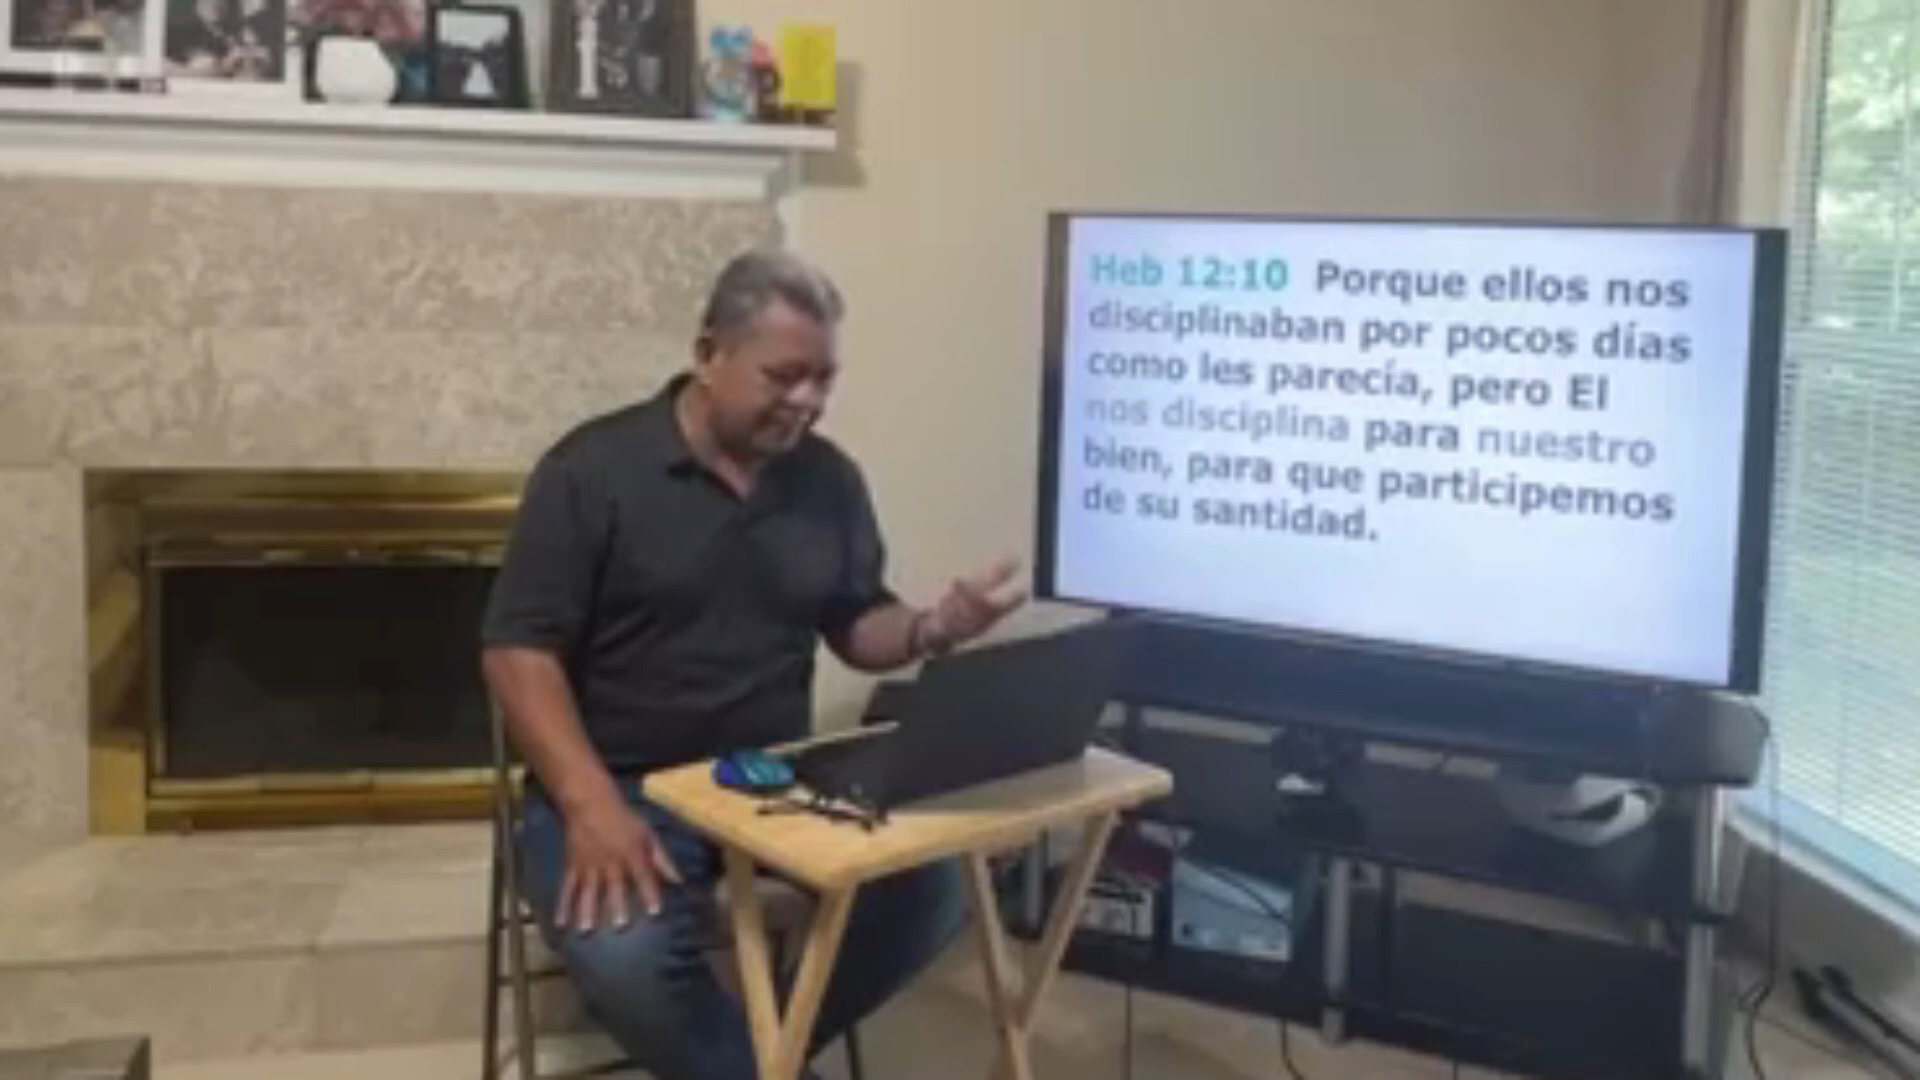 Heb 12:10 Porque ellos nos
disciplinaban por pocos días
como les parecía, pero El
nos disciplina para nuestro
bien, para que participemos
de su santidad.